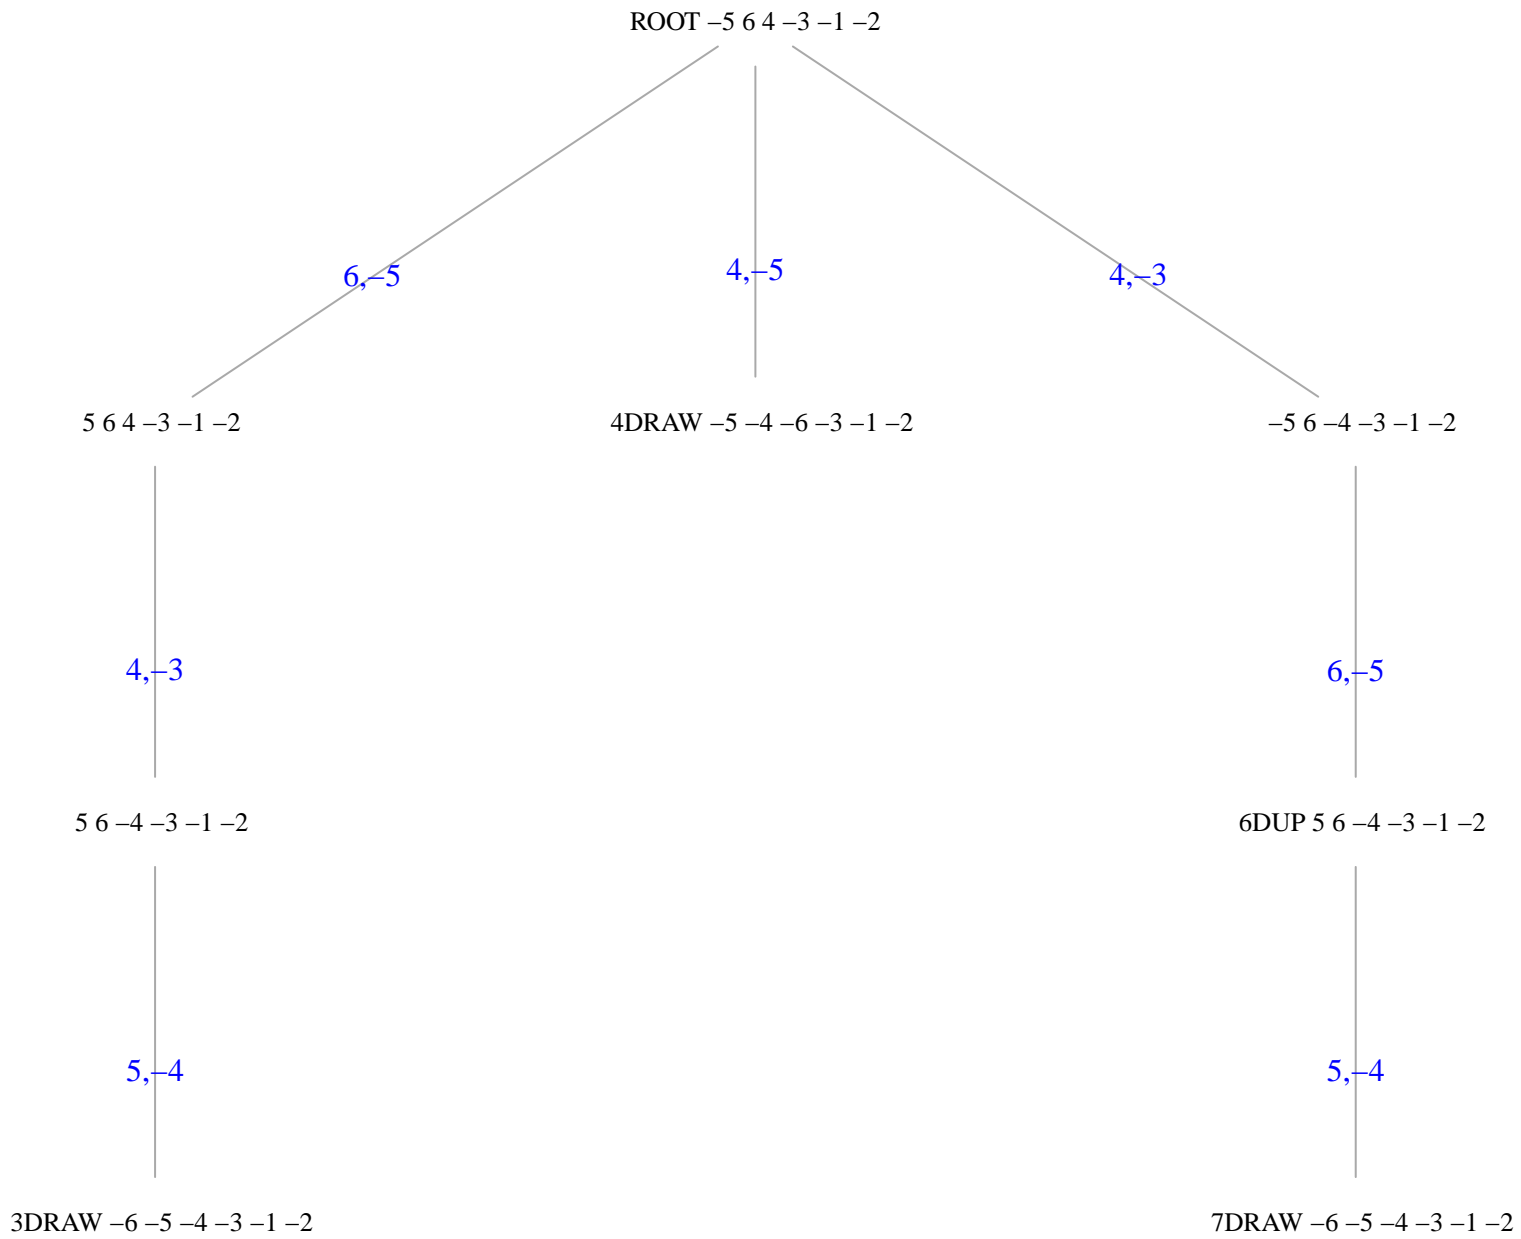 ROOT –5 6 4 –3 –1 –2
6,–5
4,–5
4,–3
5 6 4 –3 –1 –2
4DRAW –5 –4 –6 –3 –1 –2
–5 6 –4 –3 –1 –2
4,–3
6,–5
5 6 –4 –3 –1 –2
6DUP 5 6 –4 –3 –1 –2
5,–4
5,–4
3DRAW –6 –5 –4 –3 –1 –2
7DRAW –6 –5 –4 –3 –1 –2